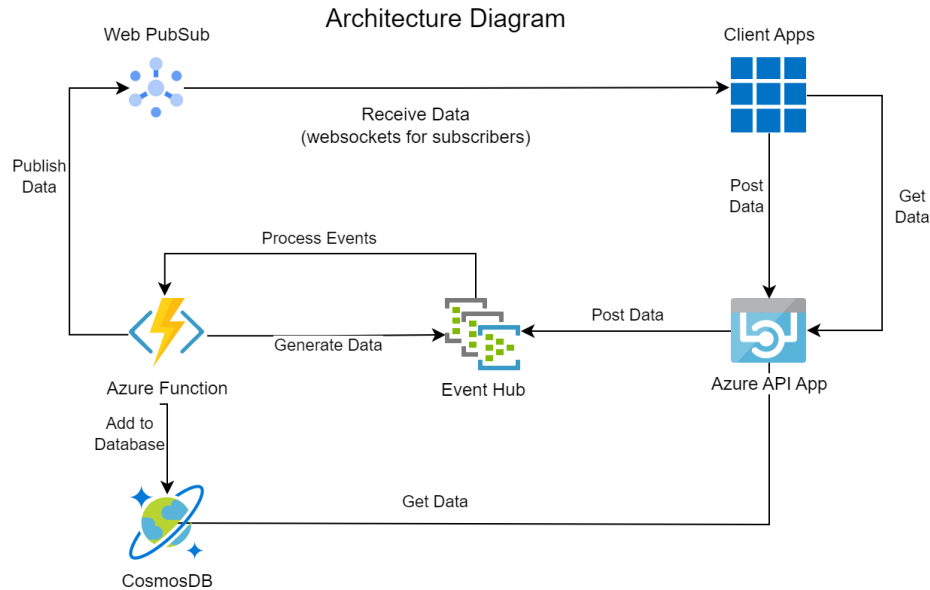 Architecture Diagram
Web PubSub
Client Apps
Receive Data
(websockets for subscribers)
Publish
Data
Post
Data
Get
Data
Process Events
Post Data
Generate Data
Azure Function
Event Hub
Azure API App
Add to
Database
Get Data
CosmosDB